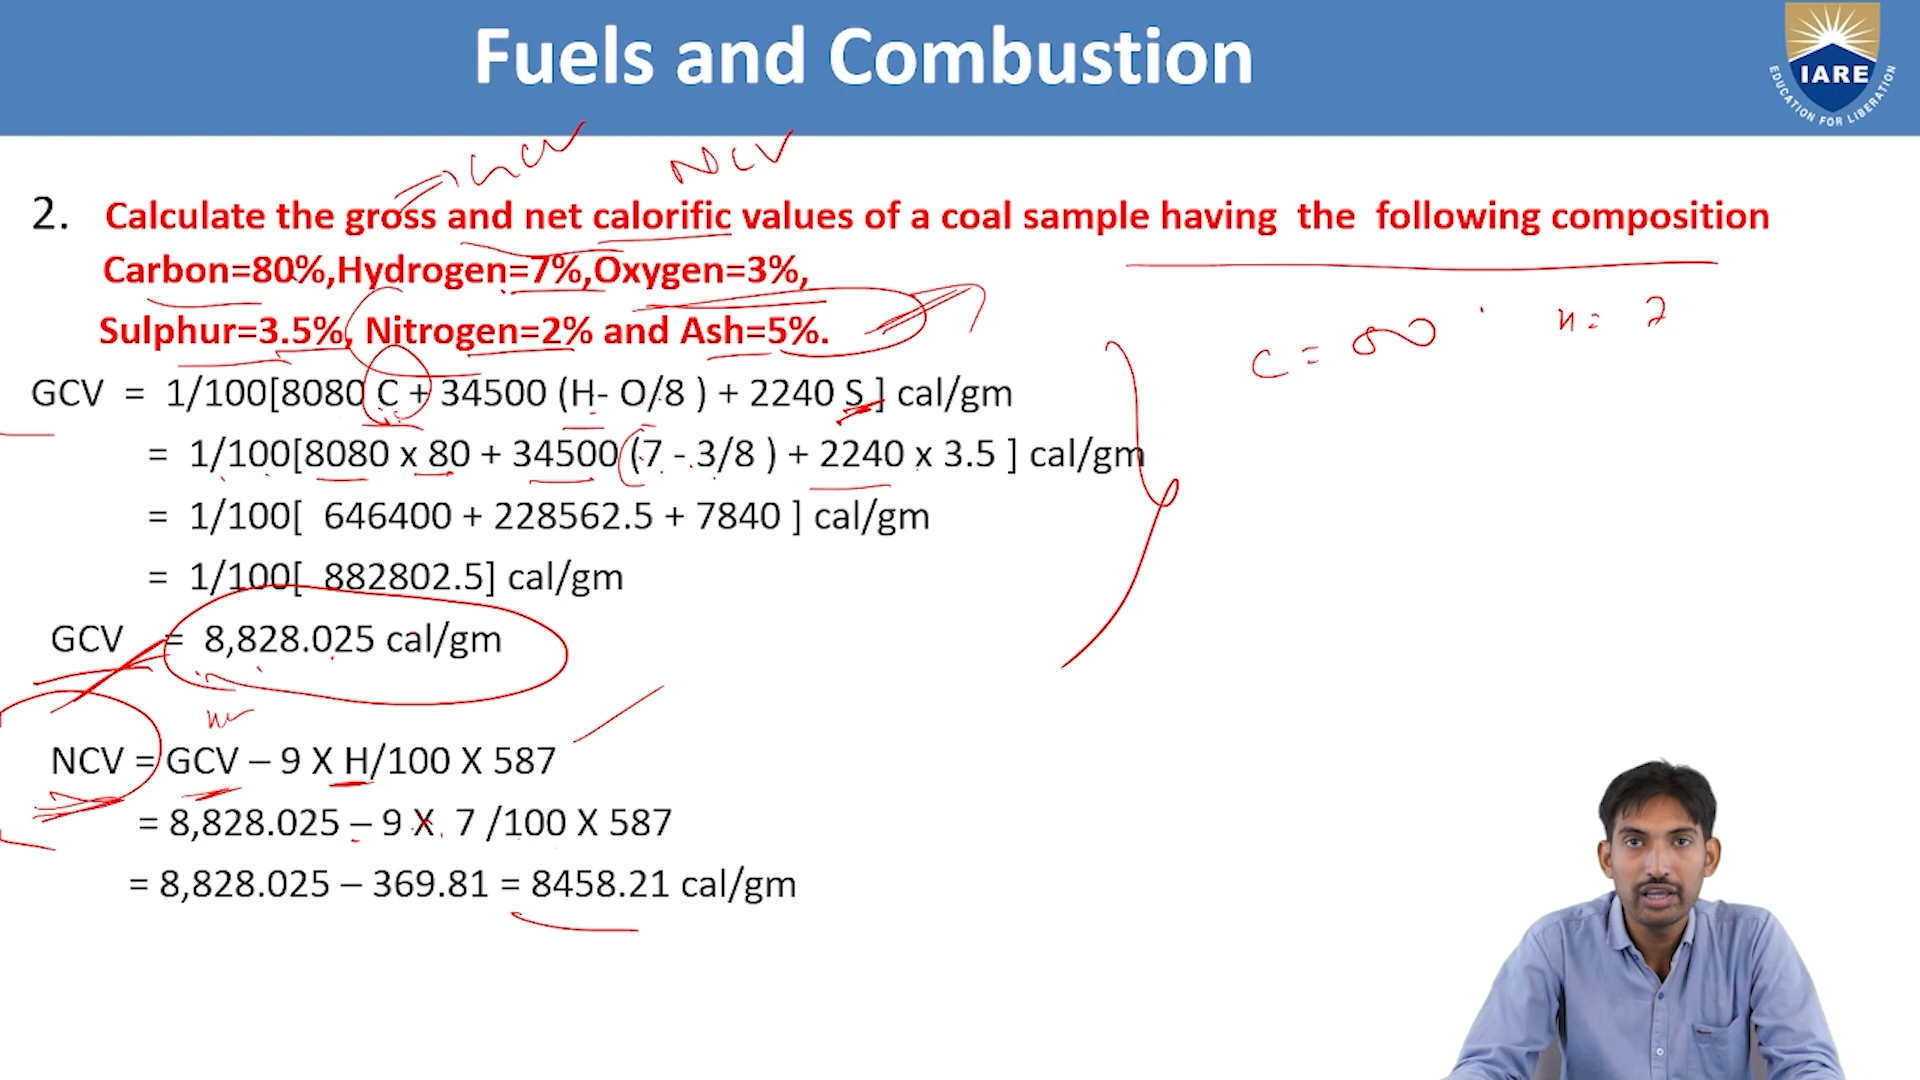 Fuels and Combustion
IARE
EDUCATION FOR LIBERATION
GCV
NCV
2. Calculate the gross and net calorific values of a coal sample having the following composition
Carbon=80%,Hydrogen=7%,Oxygen=3%,
Sulphur=3.5%, Nitrogen=2% and Ash=5%.
C = 80 H = 7
GCV = 1/100[8080 C + 34500 (H- O/8 ) + 2240 S ] cal/gm
= 1/100[8080 x 80 + 34500 (7 - 3/8 ) + 2240 x 3.5 ] cal/gm
= 1/100[ 646400 + 228562.5 + 7840 ] cal/gm
= 1/100[ 882802.5] cal/gm
GCV = 8,828.025 cal/gm
NCV = GCV – 9 X H/100 X 587
= 8,828.025 – 9 X 7 /100 X 587
= 8,828.025 – 369.81 = 8458.21 cal/gm